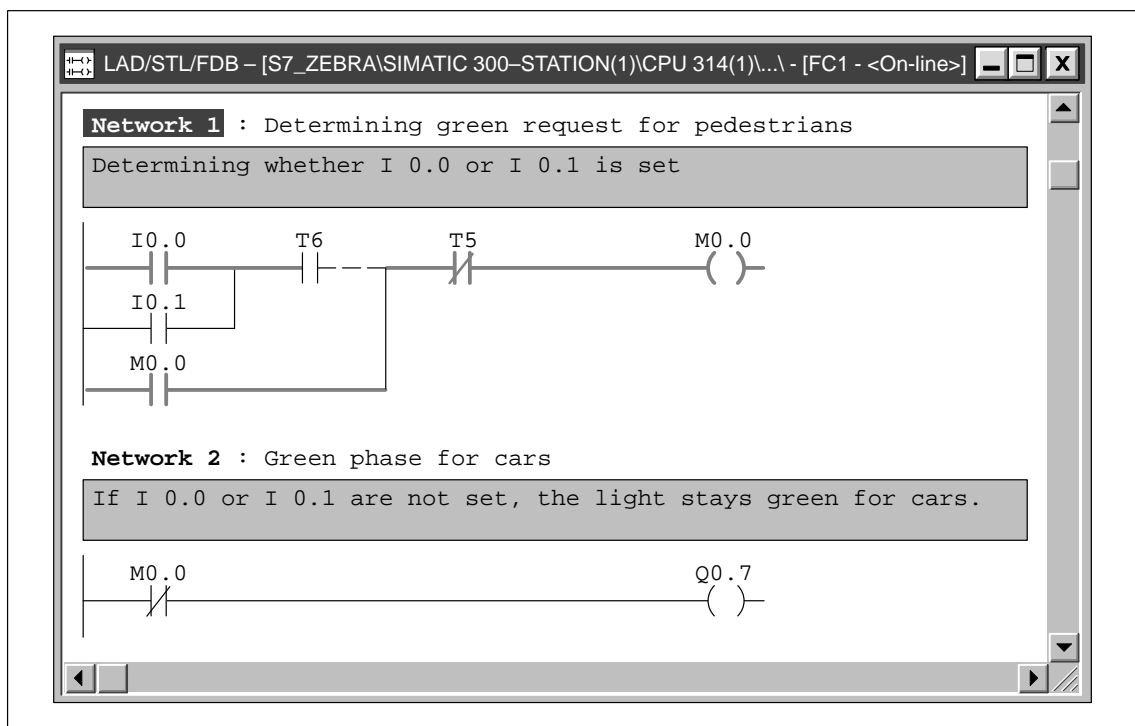 LAD/STL/FDB – [S7_ZEBRA\SIMATIC 300–STATION(1)\CPU 314(1)\...\ - [FC1 - <On-line>]
Network 1 : Determining green request for pedestrians
Determining whether I 0.0 or I 0.1 is set
I0.0 T6 T5 M0.0
I0.1
M0.0
Network 2 : Green phase for cars
If I 0.0 or I 0.1 are not set, the light stays green for cars.
M0.0 Q0.7